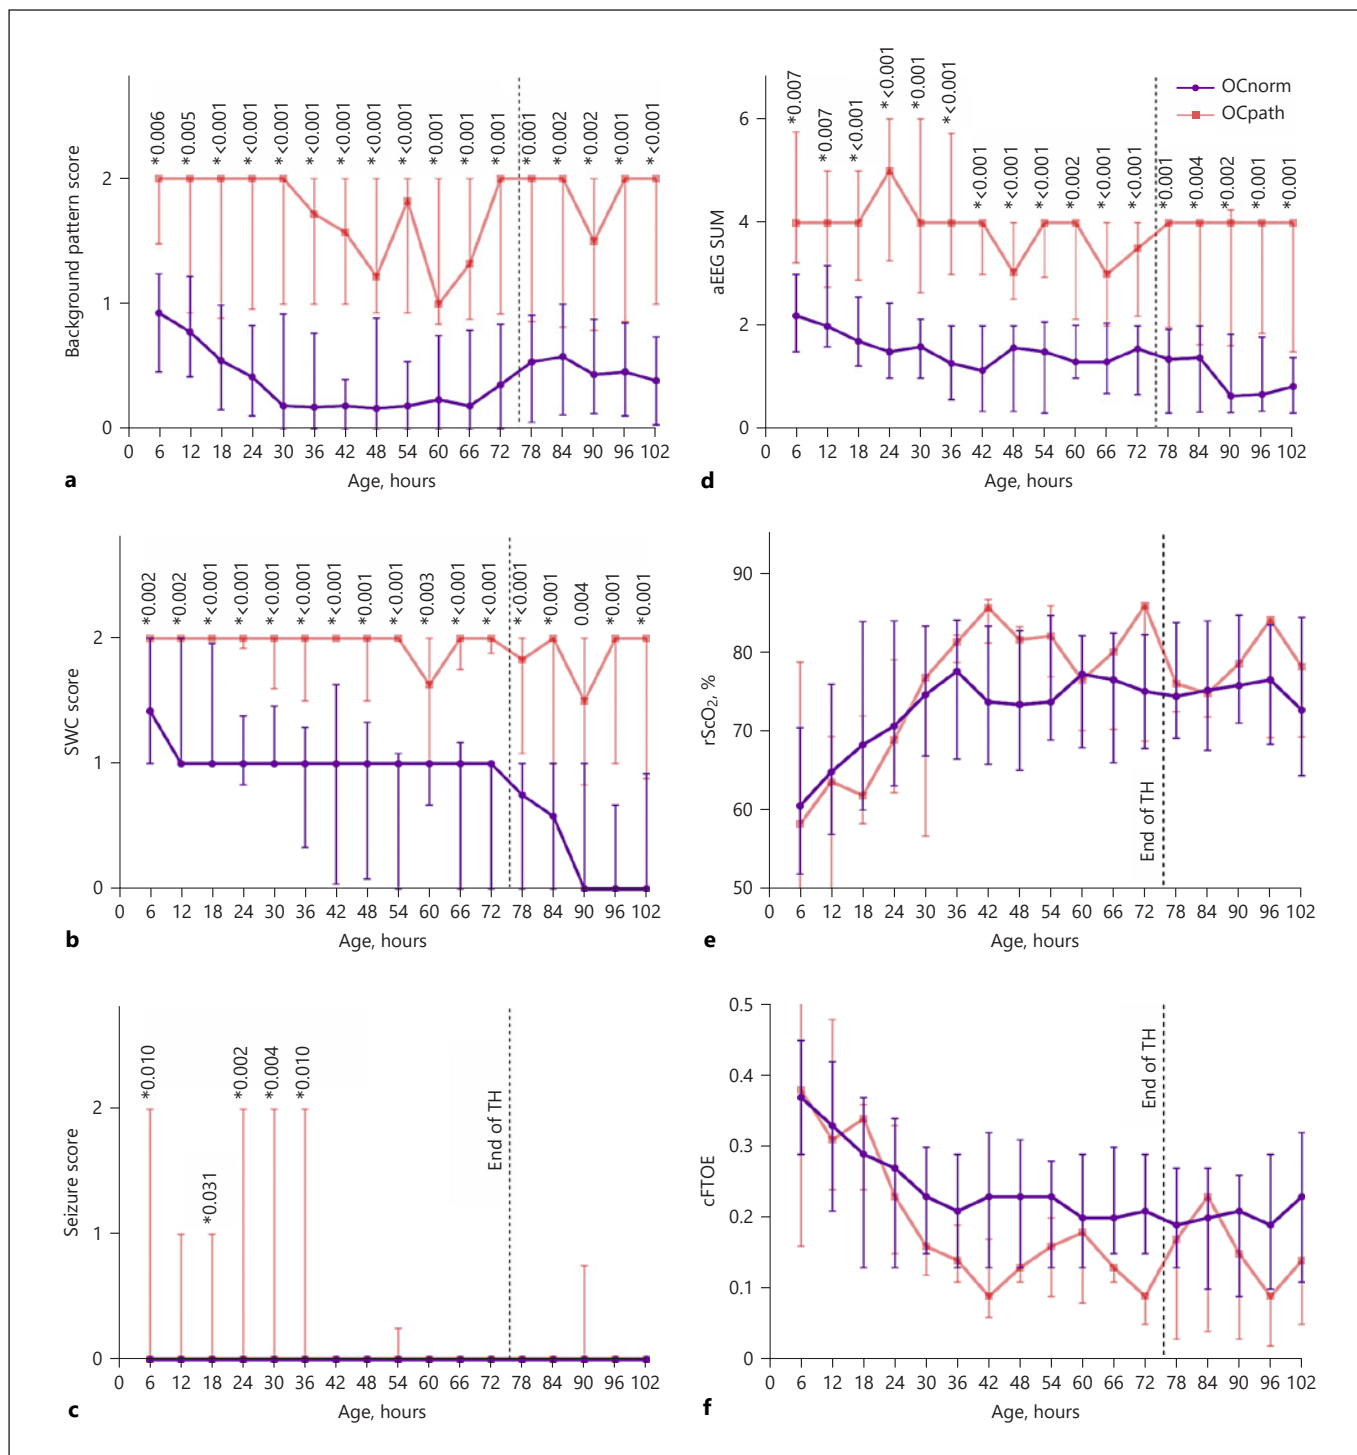 *0.006 *0.005 *<0.001 *<0.001 *<0.001 *<0.001 *<0.001 *<0.001 *<0.001 *0.001 *0.001 *0.001 *0.001 *0.002 *0.002 *0.001 *<0.001
Background pattern score
2
1
0
0 6 12 18 24 30 36 42 48 54 60 66 72 78 84 90 96 102
Age, hours
a
*0.002 *0.002 *<0.001 *<0.001 *<0.001 *<0.001 *<0.001 *0.001 *<0.001 *0.003 *<0.001 *<0.001 *<0.001 *0.001 0.004 *0.001 *0.001
SWC score
2
1
0
0 6 12 18 24 30 36 42 48 54 60 66 72 78 84 90 96 102
Age, hours
b
*0.010 *0.031 *0.002 *0.004 *0.010
End of TH
Seizure score
2
1
0
0 6 12 18 24 30 36 42 48 54 60 66 72 78 84 90 96 102
Age, hours
c
OCnorm
OCpath
*0.007 *0.007 *<0.001 *<0.001 *0.001 *<0.001 *<0.001 *<0.001 *<0.001 *0.002 *<0.001 *<0.001 *0.001 *0.004 *0.002 *0.001 *0.001
aEEG SUM
6
4
2
0
0 6 12 18 24 30 36 42 48 54 60 66 72 78 84 90 96 102
Age, hours
d
rScO₂, %
90
80
70
60
50
End of TH
0 6 12 18 24 30 36 42 48 54 60 66 72 78 84 90 96 102
Age, hours
e
cFTOE
0.5
0.4
0.3
0.2
0.1
0
End of TH
0 6 12 18 24 30 36 42 48 54 60 66 72 78 84 90 96 102
Age, hours
f